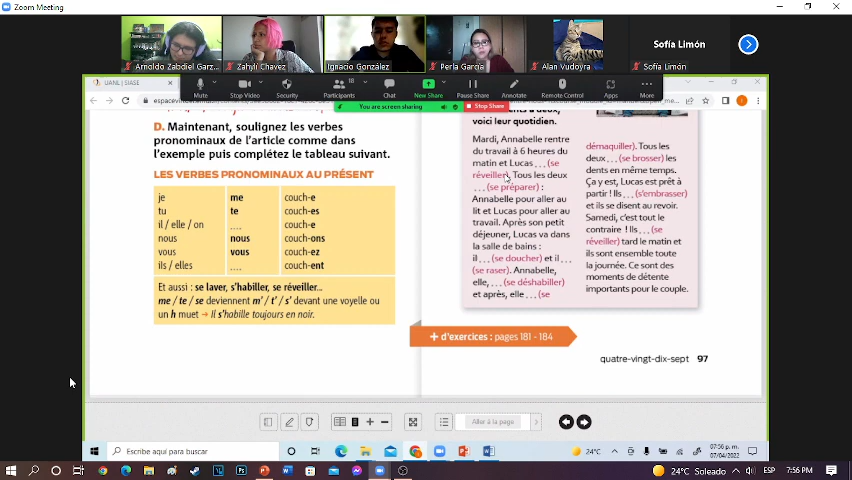 Zoom Meeting
Arnoldo Zabdiel Garz...
Zahyli Chavez
Ignacio González
Perla García
Alan Vudoyra
Sofía Limón
Sofía Limón
UANL | SIASE
Mute
Stop Video
Security
Participants
18
Chat
New Share
Pause Share
Annotate
Remote Control
Apps
More
You are screen sharing
Stop Share
D. Maintenant, soulignez les verbes
pronominaux de l'article comme dans
l'exemple puis complétez le tableau suivant.
LES VERBES PRONOMINAUX AU PRÉSENT
je me couch-e
tu te couch-es
il / elle / on .... couch-e
nous nous couch-ons
vous vous couch-ez
ils / elles .... couch-ent
Et aussi : se laver, s'habiller, se réveiller...
me / te / se deviennent m' / t' / s' devant une voyelle ou
un h muet → Il s'habille toujours en noir.
voici leur quotidien.
Mardi, Annabelle rentre
du travail à 6 heures du
matin et Lucas ... (se
réveiller). Tous les deux
... (se préparer) :
Annabelle pour aller au
lit et Lucas pour aller au
travail. Après son petit
déjeuner, Lucas va dans
la salle de bains :
il ... (se doucher) et il ...
(se raser). Annabelle,
elle, ... (se déshabiller)
et après, elle ... (se
démaquiller). Tous les
deux ... (se brosser) les
dents en même temps.
Ça y est, Lucas est prêt à
partir ! Ils ... (s'embrasser)
et ils se disent au revoir.
Samedi, c'est tout le
contraire ! Ils ... (se
réveiller) tard le matin et
ils sont ensemble toute
la journée. Ce sont des
moments de détente
importants pour le couple.
+ d'exercices : pages 181 - 184
quatre-vingt-dix-sept 97
Aller à la page
Escribe aquí para buscar
24°C
07:56 p. m.
07/04/2022
24°C Soleado
ESP
7:56 PM